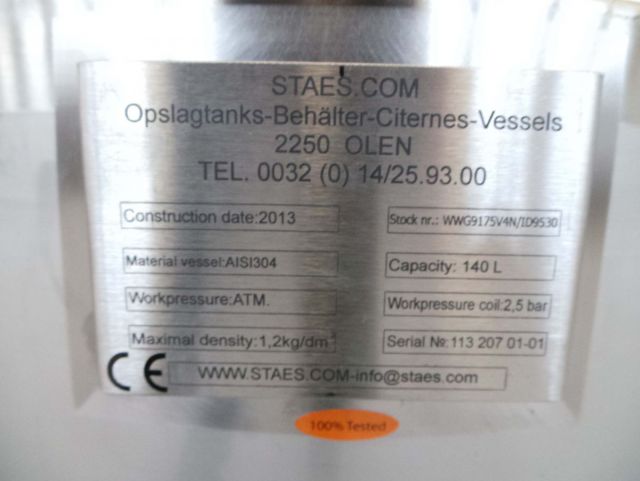 STAES.COM
Opslagtanks-Behälter-Citernes-Vessels
2250 OLEN
TEL. 0032 (0) 14/25.93.00
Construction date:2013
Stock nr.: WWG9175V4N/ID9530
Material vessel:AISI304
Capacity: 140 L
Workpressure:ATM.
Workpressure coil:2,5 bar
Maximal density:1,2kg/dm³
Serial №:113 207 01-01
CE WWW.STAES.COM-info@staes.com
100% Tested